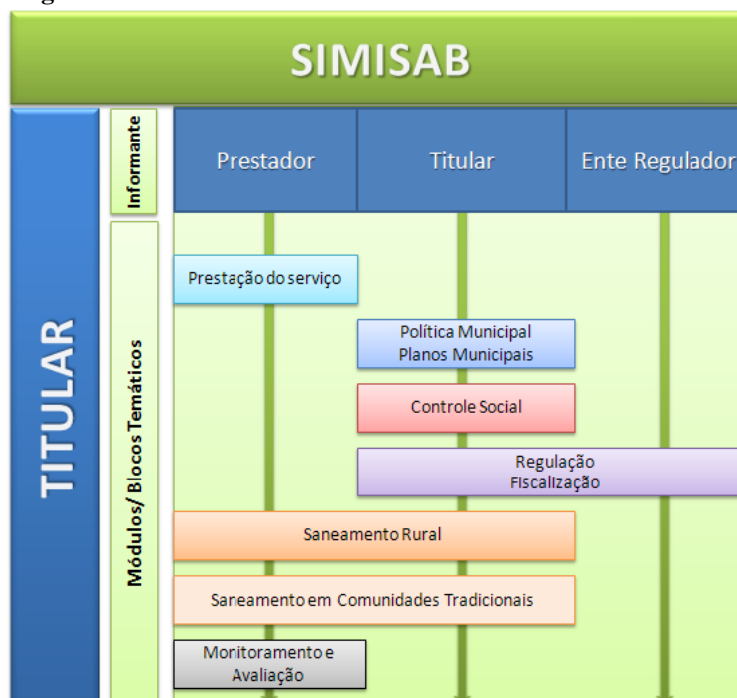 SIMISAB
TITULAR
Informante
Prestador
Titular
Ente Regulador
Módulos/ Blocos Temáticos
Prestação do serviço
Política Municipal
Planos Municipais
Controle Social
Regulação
Fiscalização
Saneamento Rural
Saneamento em Comunidades Tradicionais
Monitoramento e
Avaliação